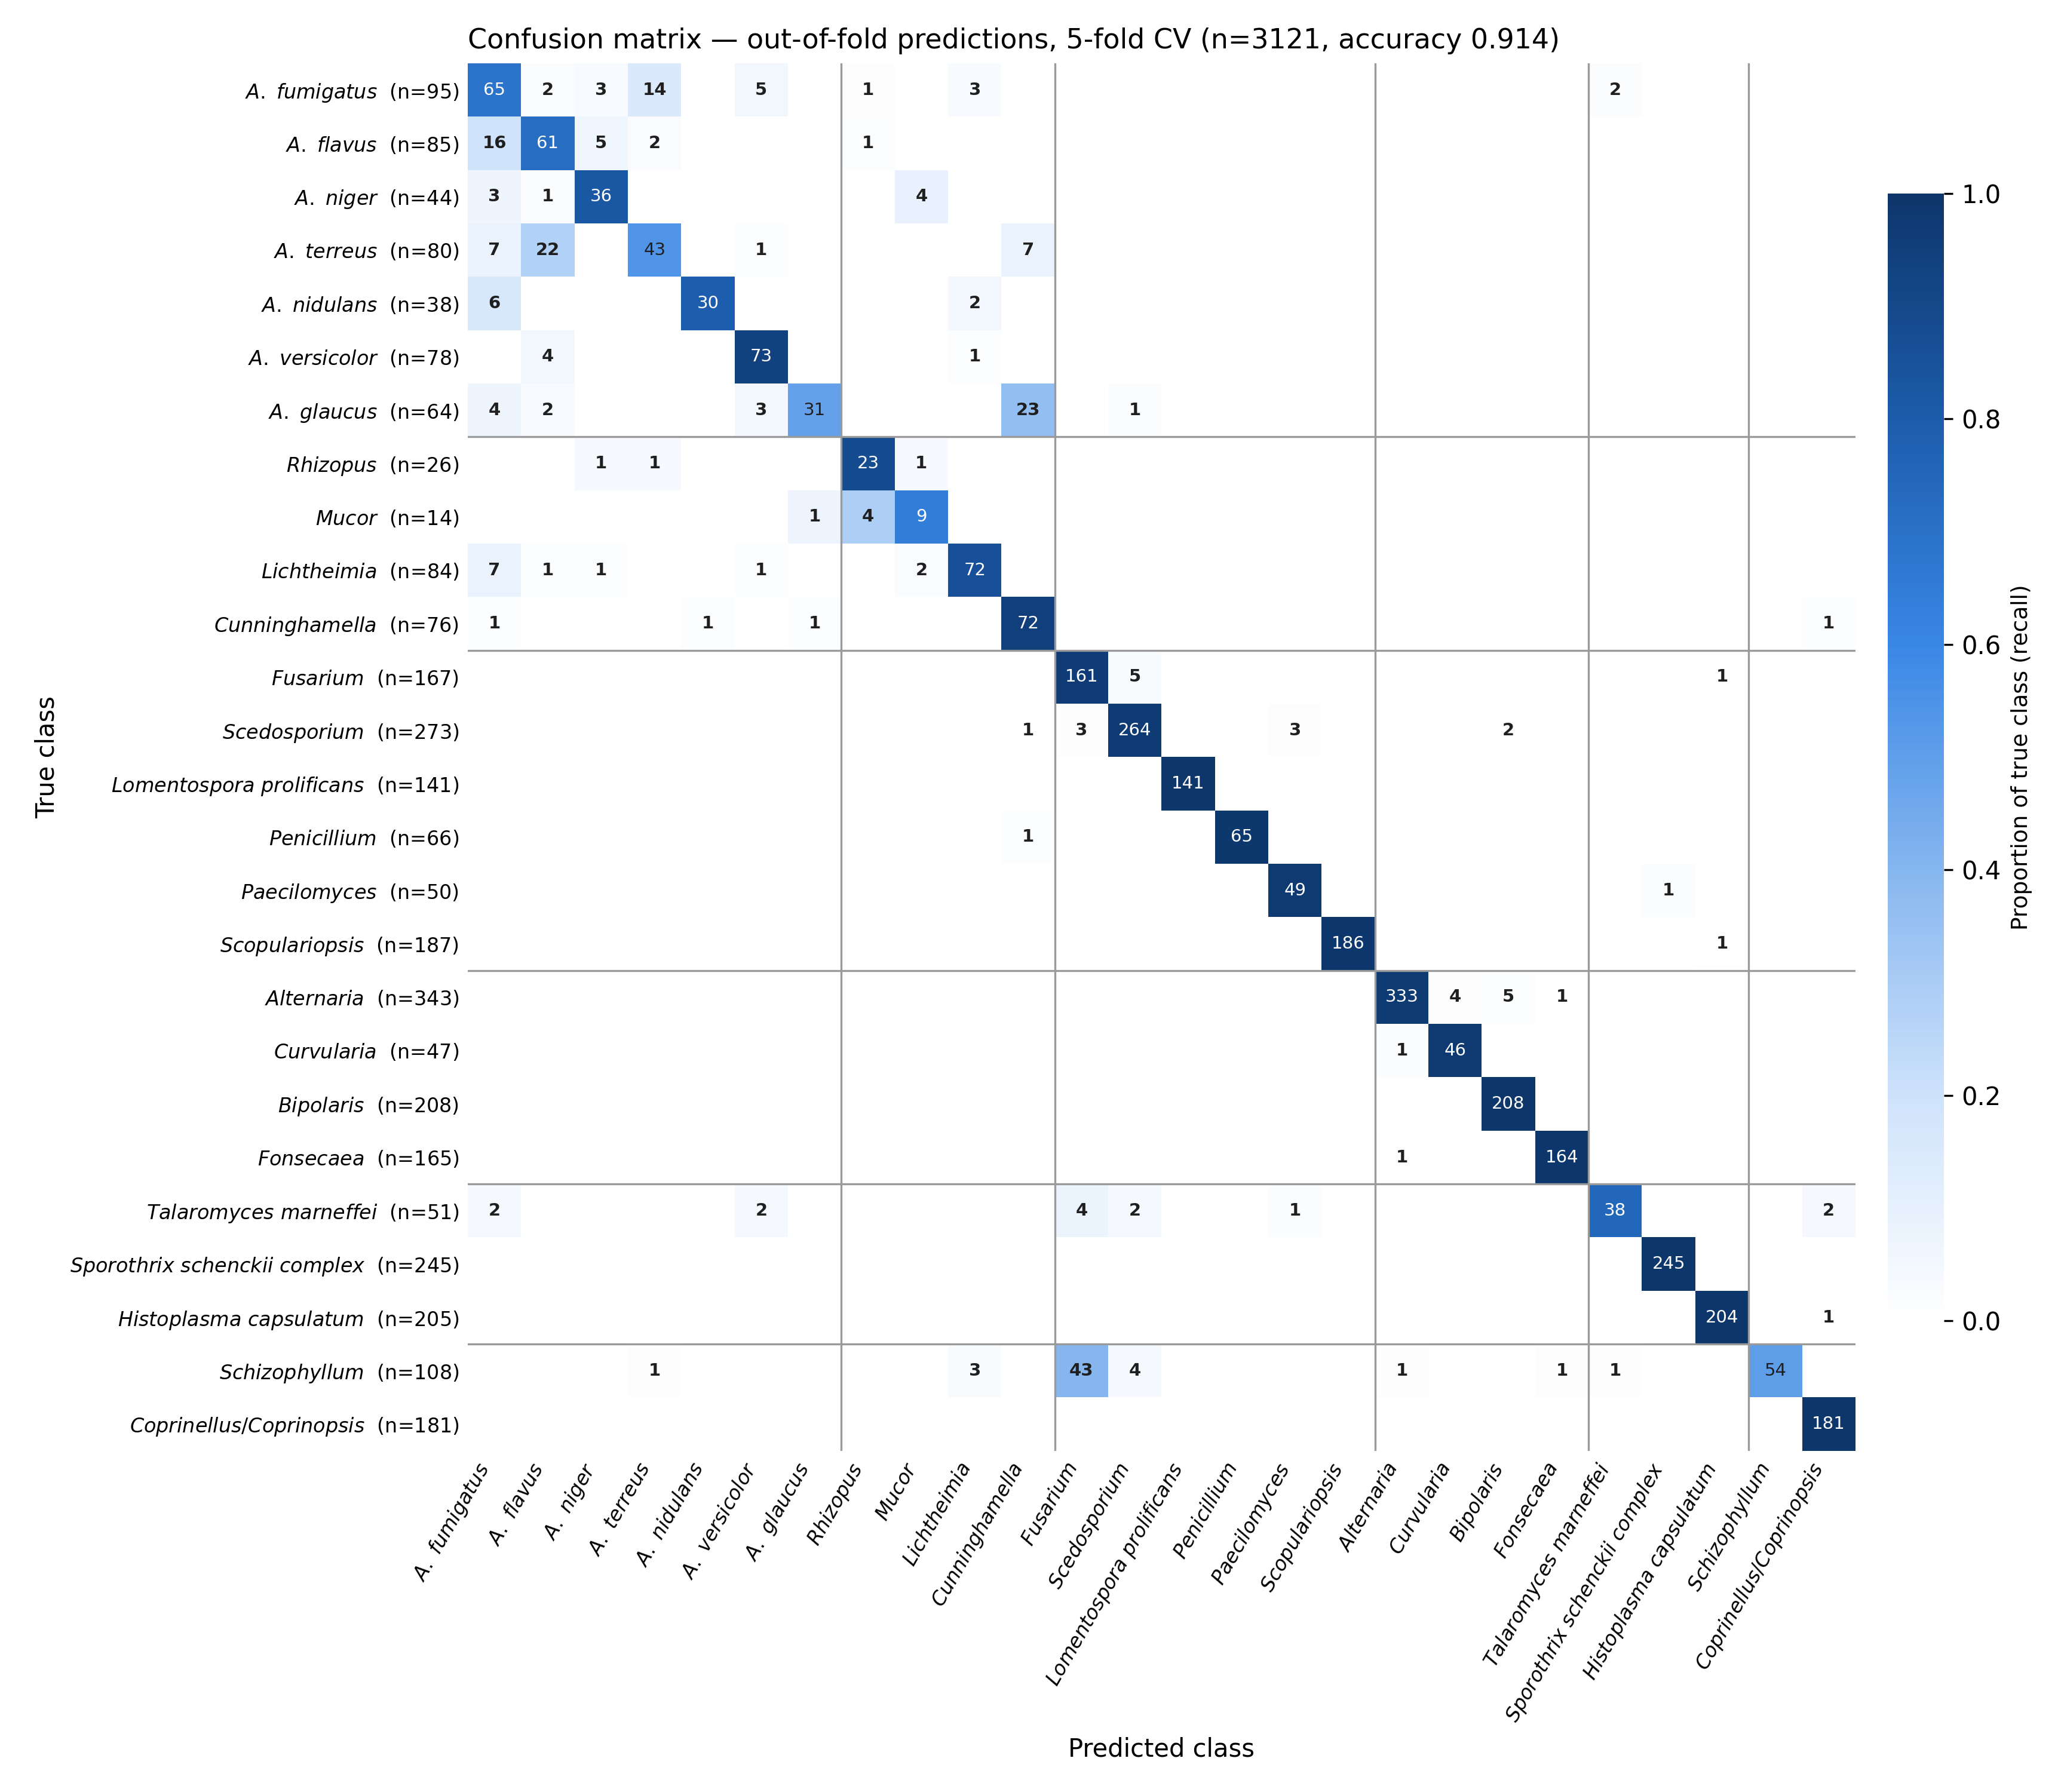 Confusion matrix — out-of-fold predictions, 5-fold CV (n=3121, accuracy 0.914)
A. fumigatus (n=95) 65 2 3 14 5 1 3 2
A. flavus (n=85) 16 61 5 2 1
A. niger (n=44) 3 1 36 4
A. terreus (n=80) 7 22 43 1 7
A. nidulans (n=38) 6 30 2
A. versicolor (n=78) 4 73 1
A. glaucus (n=64) 4 2 3 31 23 1
Rhizopus (n=26) 1 1 23 1
Mucor (n=14) 1 4 9
Lichtheimia (n=84) 7 1 1 1 2 72
Cunninghamella (n=76) 1 1 1 72 1
Fusarium (n=167) 161 5 1
Scedosporium (n=273) 1 3 264 3 2
Lomentospora prolificans (n=141) 141
Penicillium (n=66) 1 65
Paecilomyces (n=50) 49 1
Scopulariopsis (n=187) 186 1
Alternaria (n=343) 333 4 5 1
Curvularia (n=47) 1 46
Bipolaris (n=208) 208
Fonsecaea (n=165) 1 164
Talaromyces marneffei (n=51) 2 2 4 2 1 38 2
Sporothrix schenckii complex (n=245) 245
Histoplasma capsulatum (n=205) 204 1
Schizophyllum (n=108) 1 3 43 4 1 1 1 54
Coprinellus/Coprinopsis (n=181) 181
True class
A. fumigatus
A. flavus
A. niger
A. terreus
A. nidulans
A. versicolor
A. glaucus
Rhizopus
Mucor
Lichtheimia
Cunninghamella
Fusarium
Scedosporium
Lomentospora prolificans
Penicillium
Paecilomyces
Scopulariopsis
Alternaria
Curvularia
Bipolaris
Fonsecaea
Talaromyces marneffei
Sporothrix schenckii complex
Histoplasma capsulatum
Schizophyllum
Coprinellus/Coprinopsis
Predicted class
1.0
0.8
0.6
0.4
0.2
0.0
Proportion of true class (recall)